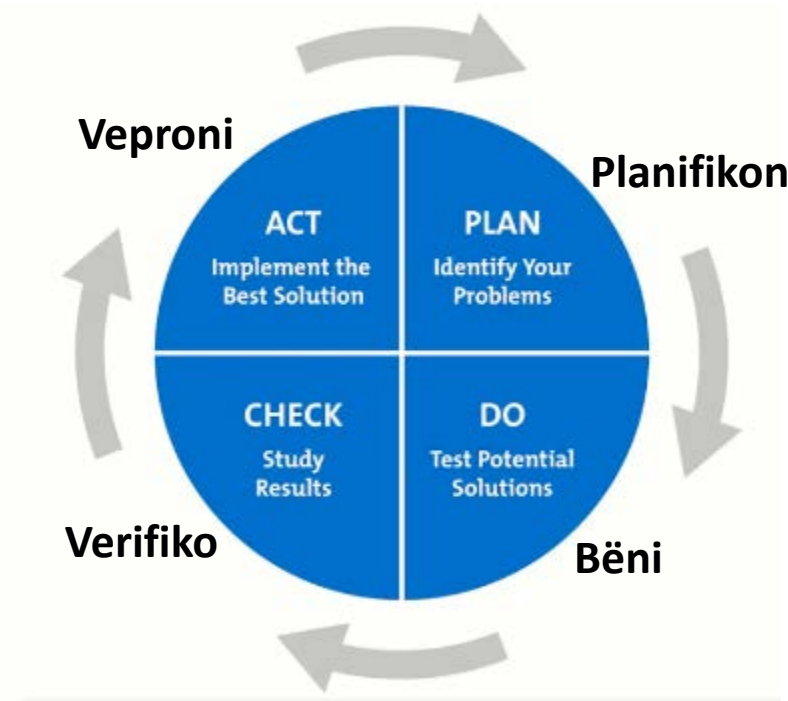 Veproni
Planifikon
ACT
Implement the
Best Solution
PLAN
Identify Your
Problems
CHECK
Study
Results
DO
Test Potential
Solutions
Verifiko
Bëni